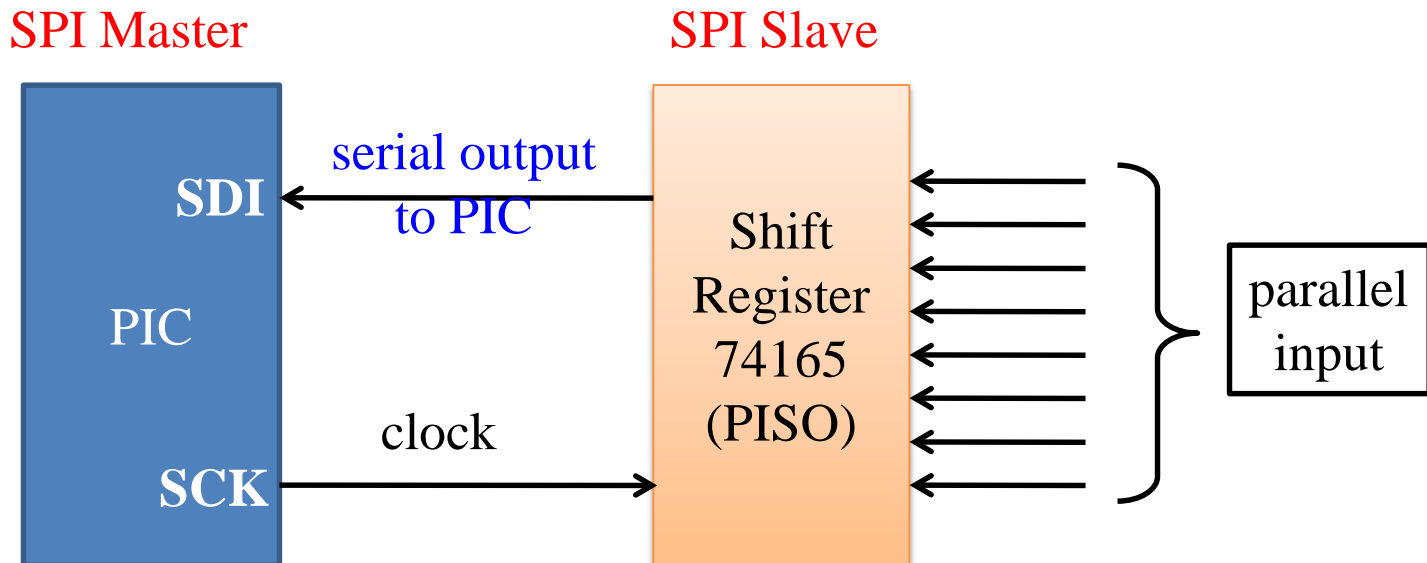 SPI Master
SPI Slave
serial output
to PIC
SDI
PIC
clock
SCK
Shift
Register
74165
(PISO)
parallel
input